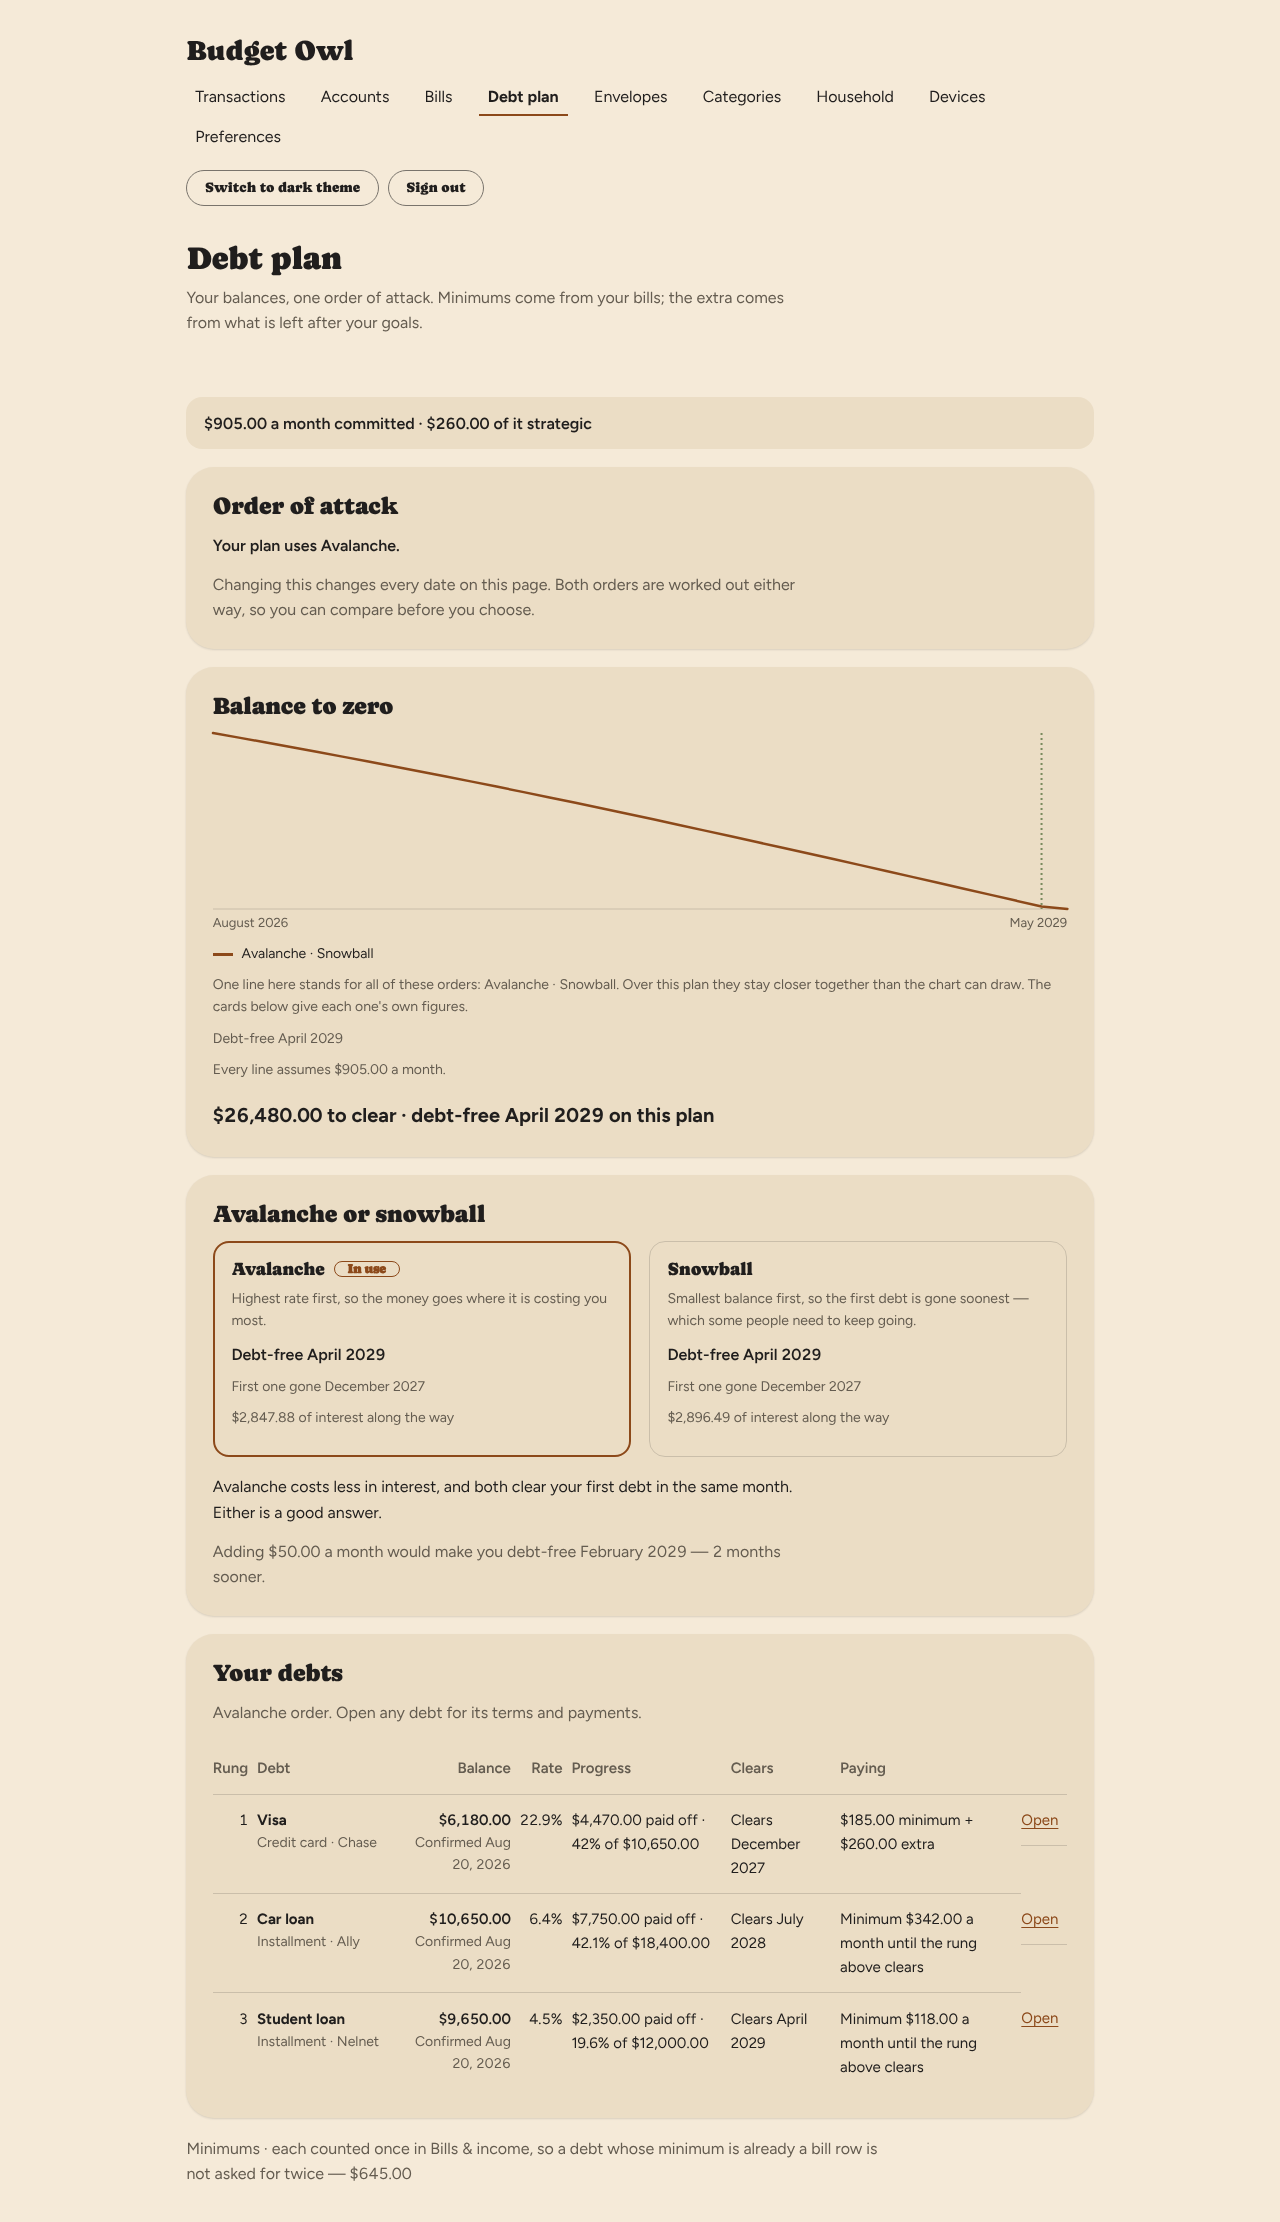 Budget Owl
Transactions Accounts Bills Debt plan Envelopes Categories Household Devices
Preferences
Switch to dark theme Sign out
Debt plan
Your balances, one order of attack. Minimums come from your bills; the extra comes
from what is left after your goals.
$905.00 a month committed · $260.00 of it strategic
Order of attack
Your plan uses Avalanche.
Changing this changes every date on this page. Both orders are worked out either
way, so you can compare before you choose.
Balance to zero
August 2026 May 2029
Avalanche · Snowball
One line here stands for all of these orders: Avalanche · Snowball. Over this plan they stay closer together than the chart can draw. The
cards below give each one's own figures.
Debt-free April 2029
Every line assumes $905.00 a month.
$26,480.00 to clear · debt-free April 2029 on this plan
Avalanche or snowball
Avalanche In use
Highest rate first, so the money goes where it is costing you
most.
Debt-free April 2029
First one gone December 2027
$2,847.88 of interest along the way
Snowball
Smallest balance first, so the first debt is gone soonest —
which some people need to keep going.
Debt-free April 2029
First one gone December 2027
$2,896.49 of interest along the way
Avalanche costs less in interest, and both clear your first debt in the same month.
Either is a good answer.
Adding $50.00 a month would make you debt-free February 2029 — 2 months
sooner.
Your debts
Avalanche order. Open any debt for its terms and payments.
Rung Debt Balance Rate Progress Clears Paying
1 Visa $6,180.00 22.9% $4,470.00 paid off · Clears $185.00 minimum + Open
Credit card · Chase Confirmed Aug 42% of $10,650.00 December $260.00 extra
20, 2026 2027
2 Car loan $10,650.00 6.4% $7,750.00 paid off · Clears July Minimum $342.00 a Open
Installment · Ally Confirmed Aug 42.1% of $18,400.00 2028 month until the rung
20, 2026 above clears
3 Student loan $9,650.00 4.5% $2,350.00 paid off · Clears April Minimum $118.00 a Open
Installment · Nelnet Confirmed Aug 19.6% of $12,000.00 2029 month until the rung
20, 2026 above clears
Minimums · each counted once in Bills & income, so a debt whose minimum is already a bill row is
not asked for twice — $645.00